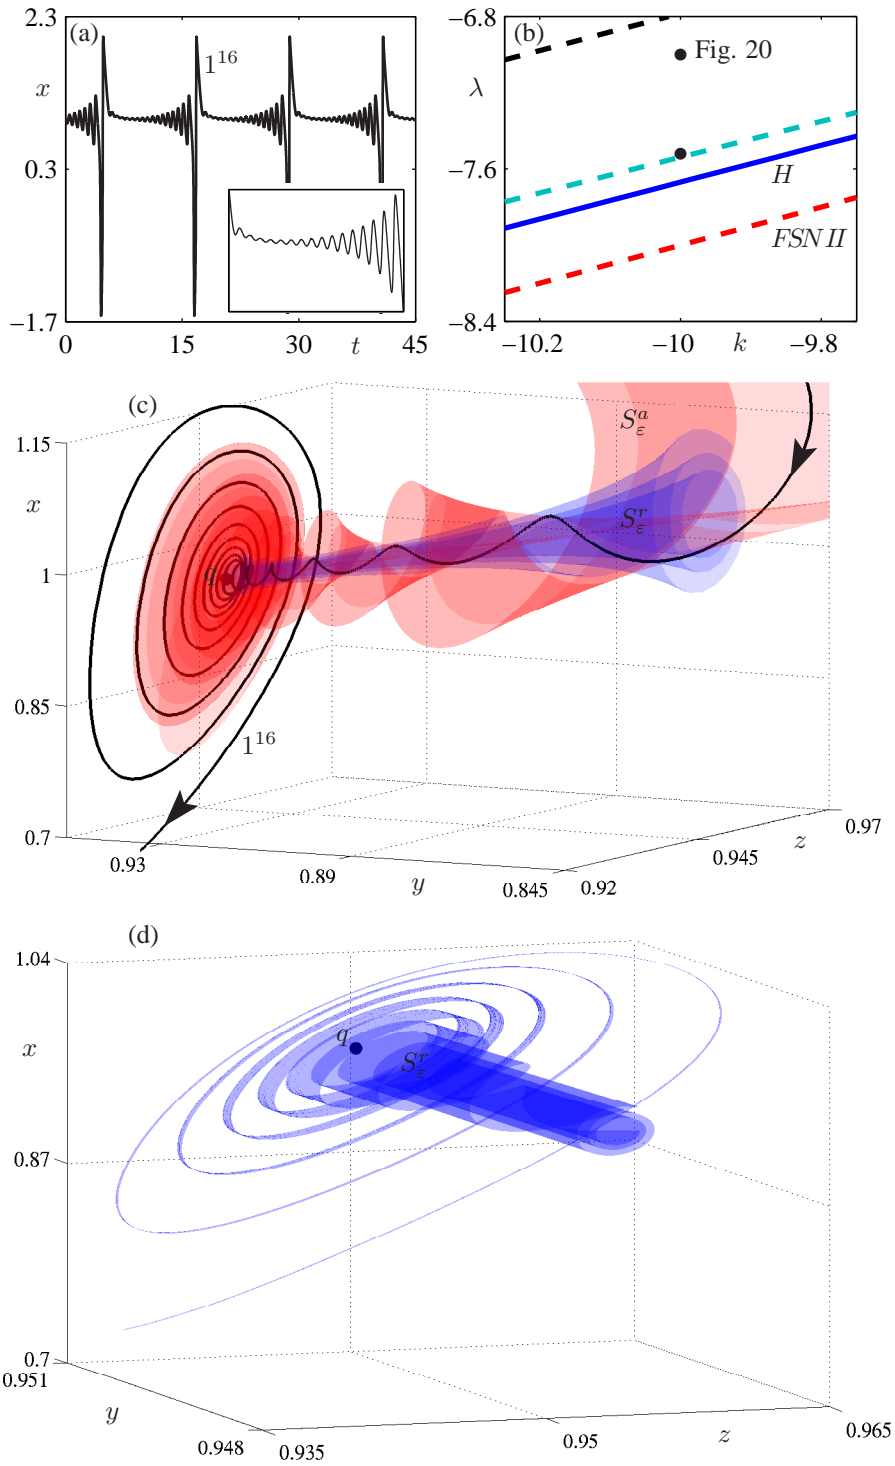 (a)
2.3
x
0.3
−1.7
0
15
30
t
45
1^16
(b)
−6.8
λ
−7.6
−8.4
Fig. 20
H
FSN II
−10.2
−10
k
−9.8
(c)
1.15
x
1
0.85
0.7
q
S_ε^a
S_ε^r
1^16
0.93
0.89
y
0.845
0.92
0.945
z
0.97
(d)
1.04
x
0.87
0.7
q
S_ε^r
0.951
y
0.948
0.935
0.95
z
0.965